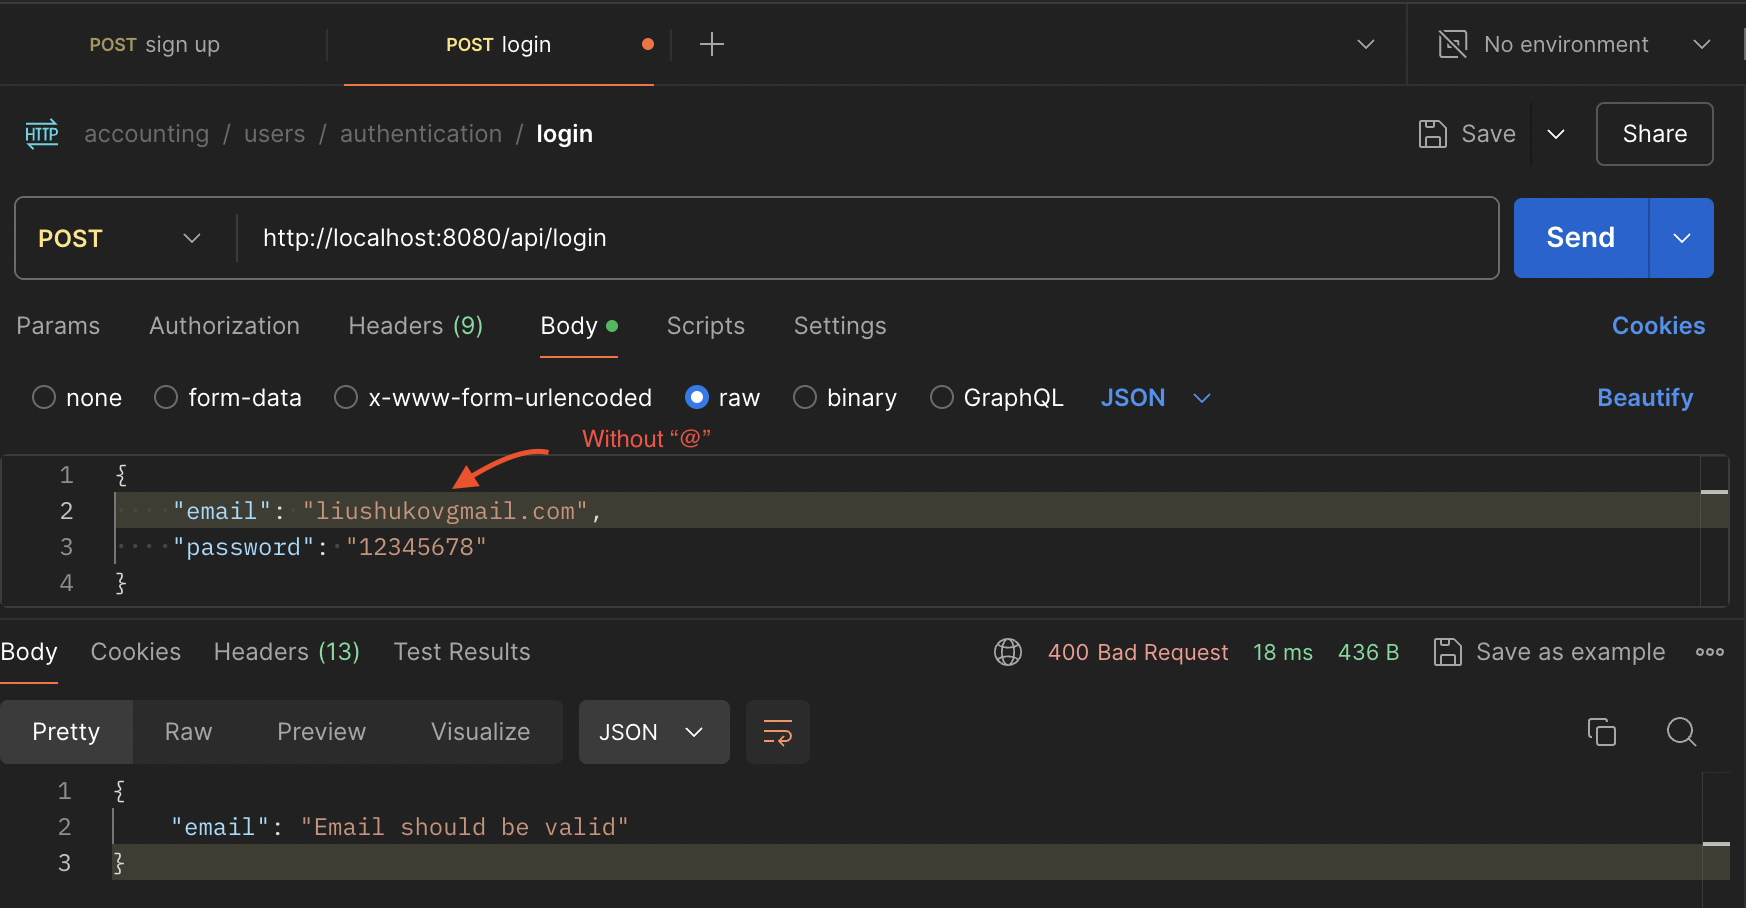 POST sign up POST login No environment
HTTP accounting / users / authentication / login Save Share
POST http://localhost:8080/api/login Send
Params Authorization Headers (9) Body Scripts Settings Cookies
none form-data x-www-form-urlencoded raw binary GraphQL JSON Beautify
Without “@”
1 {
2 "email": "liushukovgmail.com",
3 "password": "12345678"
4 }
Body Cookies Headers (13) Test Results 400 Bad Request 18 ms 436 B Save as example
Pretty Raw Preview Visualize JSON
1 {
2 "email": "Email should be valid"
3 }